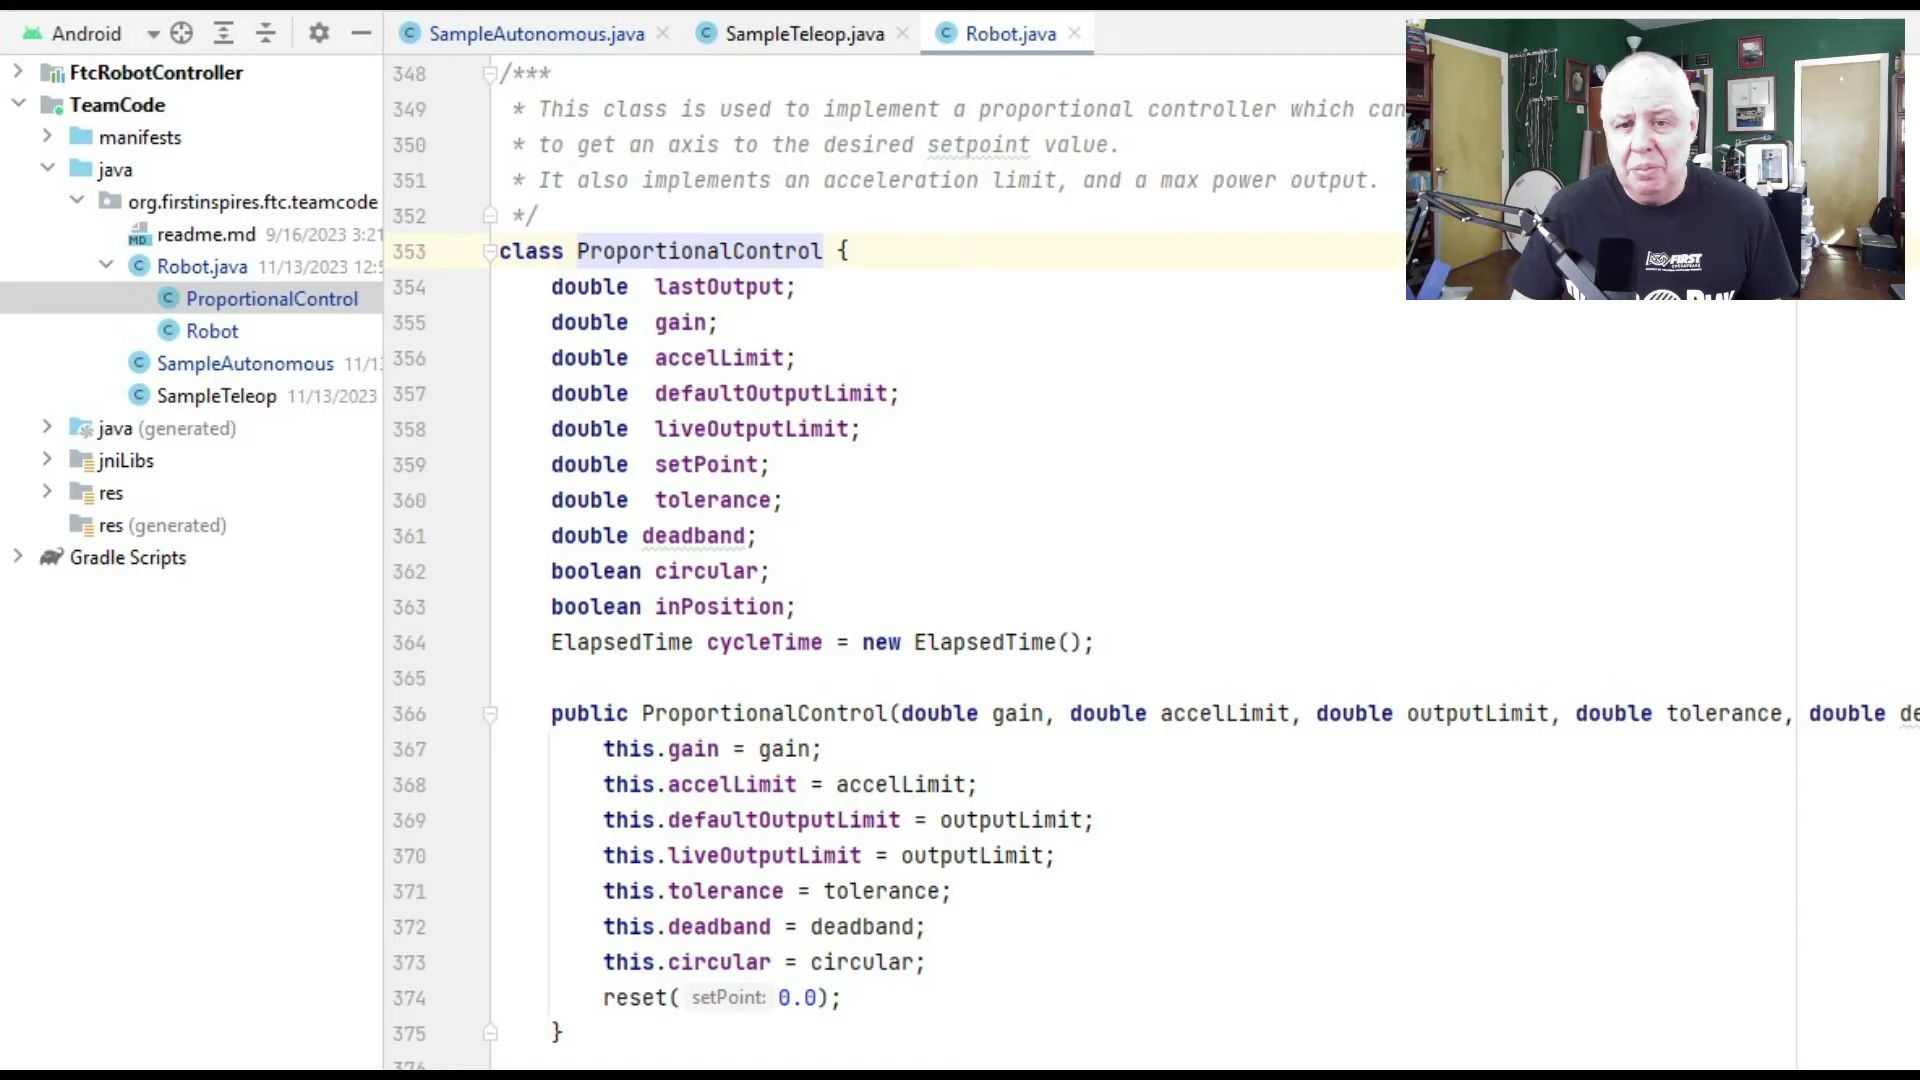 Android
SampleAutonomous.java
SampleTeleop.java
Robot.java
FtcRobotController
TeamCode
manifests
java
org.firstinspires.ftc.teamcode
readme.md 9/16/2023 3:21
Robot.java 11/13/2023 12:5
ProportionalControl
Robot
SampleAutonomous 11/13
SampleTeleop 11/13/2023
java (generated)
jniLibs
res
res (generated)
Gradle Scripts
348 /***
349 * This class is used to implement a proportional controller which can
350 * to get an axis to the desired setpoint value.
351 * It also implements an acceleration limit, and a max power output.
352 */
353 class ProportionalControl {
354 double lastOutput;
355 double gain;
356 double accelLimit;
357 double defaultOutputLimit;
358 double liveOutputLimit;
359 double setPoint;
360 double tolerance;
361 double deadband;
362 boolean circular;
363 boolean inPosition;
364 ElapsedTime cycleTime = new ElapsedTime();
365
366 public ProportionalControl(double gain, double accelLimit, double outputLimit, double tolerance, double de
367 this.gain = gain;
368 this.accelLimit = accelLimit;
369 this.defaultOutputLimit = outputLimit;
370 this.liveOutputLimit = outputLimit;
371 this.tolerance = tolerance;
372 this.deadband = deadband;
373 this.circular = circular;
374 reset( setPoint: 0.0);
375 }
FIRST